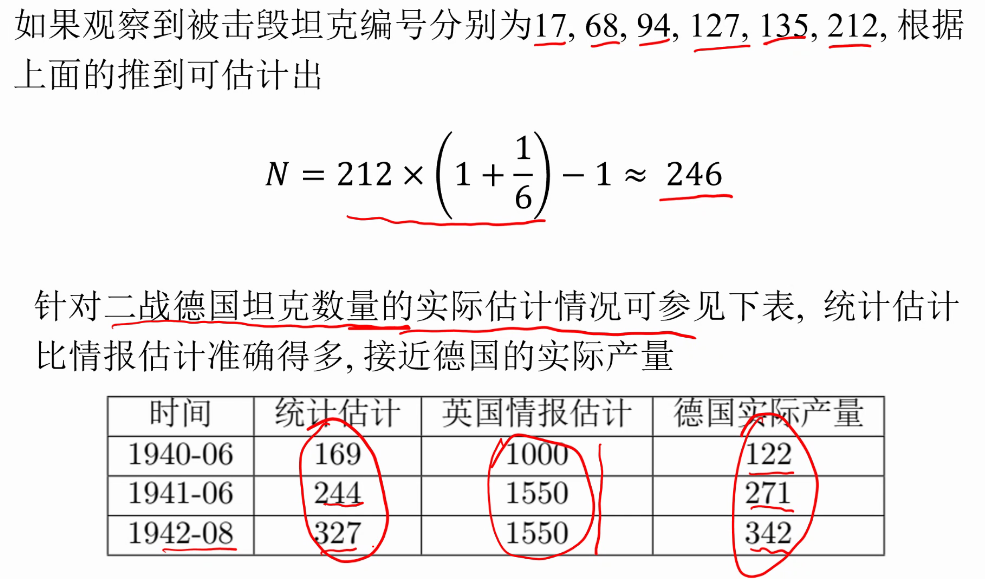 如果观察到被击毁坦克编号分别为17, 68, 94, 127, 135, 212, 根据
上面的推到可估计出
N = 212 × (1 + 1/6) − 1 ≈ 246
针对二战德国坦克数量的实际估计情况可参见下表, 统计估计
比情报估计准确得多, 接近德国的实际产量
时间 统计估计 英国情报估计 德国实际产量
1940-06 169 1000 122
1941-06 244 1550 271
1942-08 327 1550 342